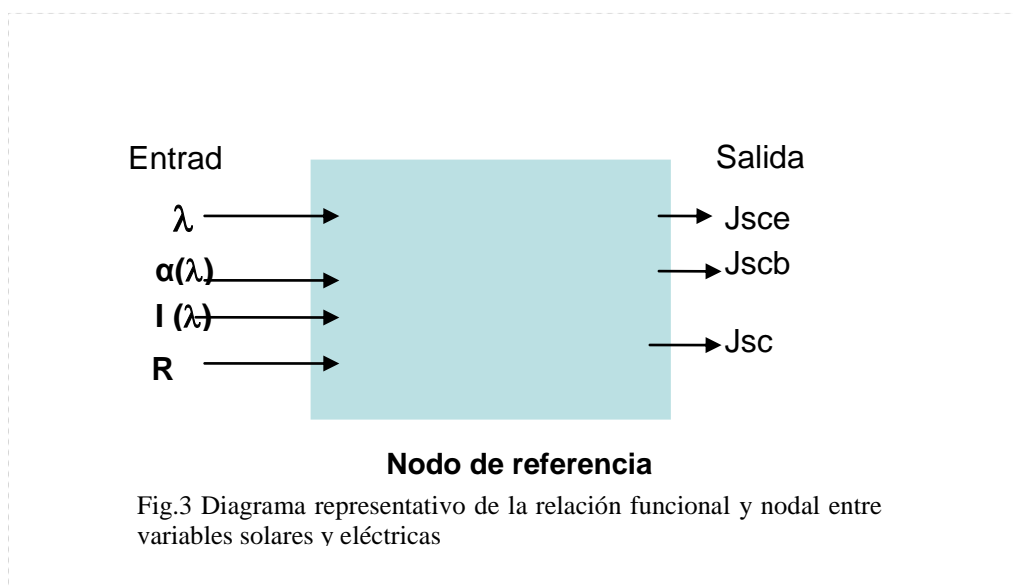 Entrad
Salida
λ
Jsce
α(λ)
Jscb
I (λ)
Jsc
R
Nodo de referencia
Fig.3 Diagrama representativo de la relación funcional y nodal entre
variables solares y eléctricas